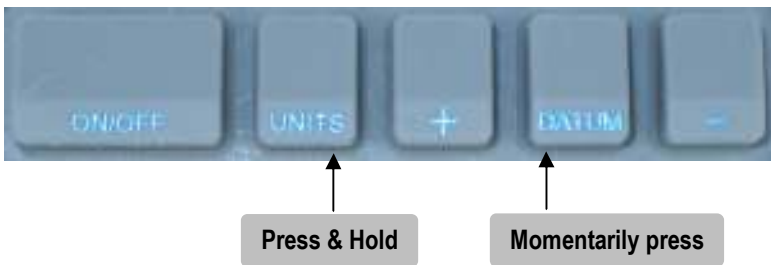 ON/OFF UNITS + DATUM -
Press & Hold Momentarily press